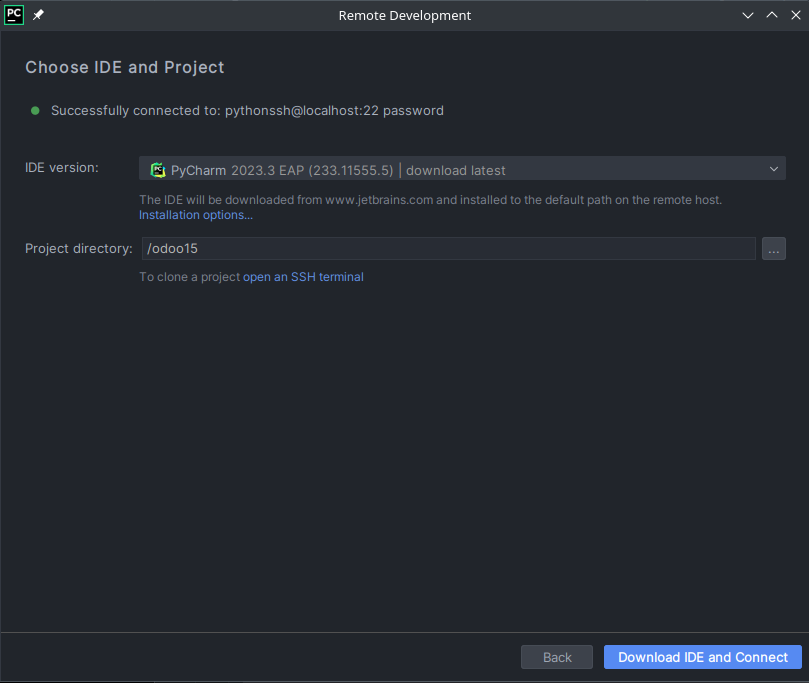 PC
Remote Development
Choose IDE and Project
Successfully connected to: pythonssh@localhost:22 password
IDE version:
PC
PyCharm 2023.3 EAP (233.11555.5) | download latest
The IDE will be downloaded from www.jetbrains.com and installed to the default path on the remote host.
Installation options...
Project directory:
/odoo15
...
To clone a project open an SSH terminal
Back
Download IDE and Connect